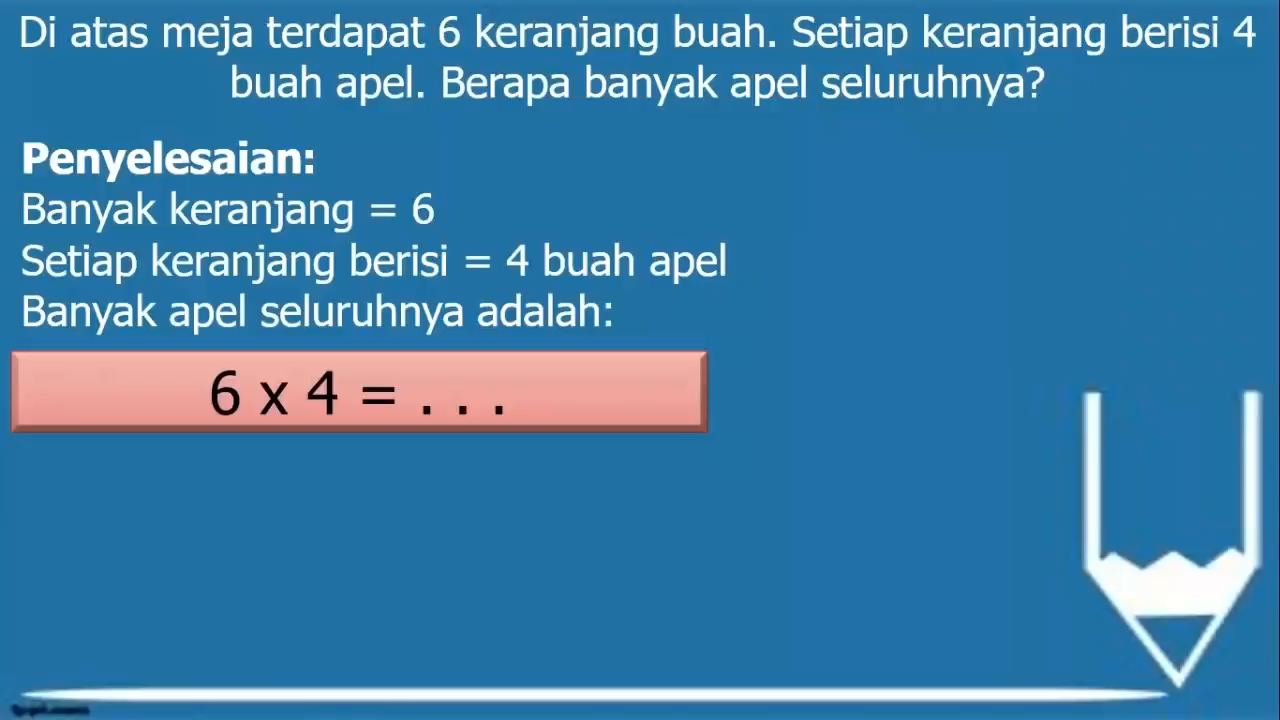 Di atas meja terdapat 6 keranjang buah. Setiap keranjang berisi 4
buah apel. Berapa banyak apel seluruhnya?
Penyelesaian:
Banyak keranjang = 6
Setiap keranjang berisi = 4 buah apel
Banyak apel seluruhnya adalah:
6 x 4 = . . .